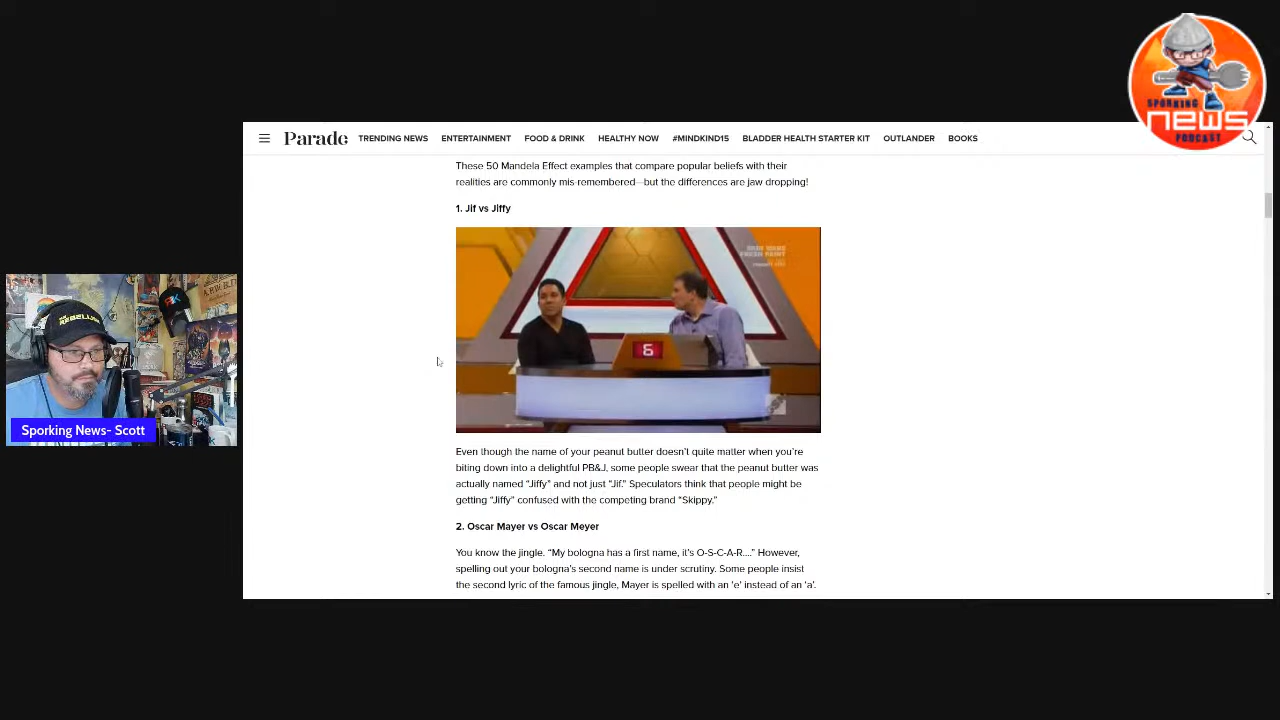 SPORKING
news
PODCAST
Parade TRENDING NEWS ENTERTAINMENT FOOD & DRINK HEALTHY NOW #MINDKIND15 BLADDER HEALTH STARTER KIT OUTLANDER BOOKS
These 50 Mandela Effect examples that compare popular beliefs with their
realities are commonly mis-remembered—but the differences are jaw dropping!
1. Jif vs Jiffy
6
Even though the name of your peanut butter doesn't quite matter when you're
biting down into a delightful PB&J, some people swear that the peanut butter was
actually named “Jiffy” and not just “Jif.” Speculators think that people might be
getting “Jiffy” confused with the competing brand “Skippy.”
2. Oscar Mayer vs Oscar Meyer
You know the jingle. “My bologna has a first name, it's O-S-C-A-R....” However,
spelling out your bologna's second name is under scrutiny. Some people insist
the second lyric of the famous jingle, Mayer is spelled with an 'e' instead of an 'a'.
REBELLION
Sporking News- Scott